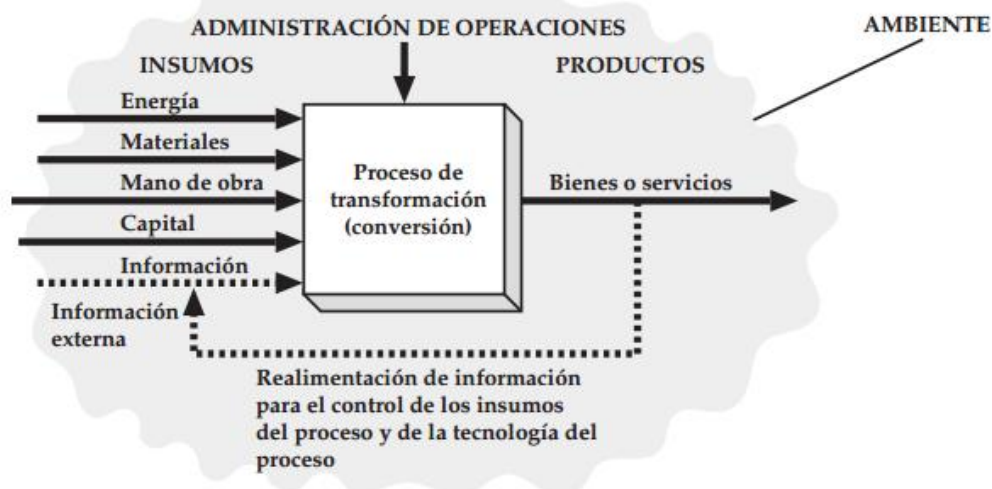 ADMINISTRACIÓN DE OPERACIONES
AMBIENTE
INSUMOS
PRODUCTOS
Energía
Materiales
Mano de obra
Capital
Información
Información
externa
Proceso de
transformación
(conversión)
Bienes o servicios
Realimentación de información
para el control de los insumos
del proceso y de la tecnología del
proceso